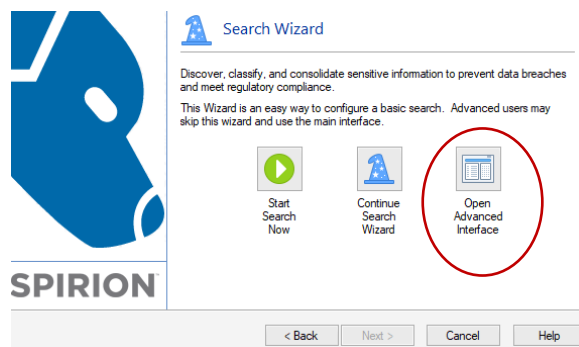 Search Wizard
Discover, classify, and consolidate sensitive information to prevent data breaches
and meet regulatory compliance.
This Wizard is an easy way to configure a basic search. Advanced users may
skip this wizard and use the main interface.
Start
Search
Now
Continue
Search
Wizard
Open
Advanced
Interface
SPIRION
< Back
Next >
Cancel
Help